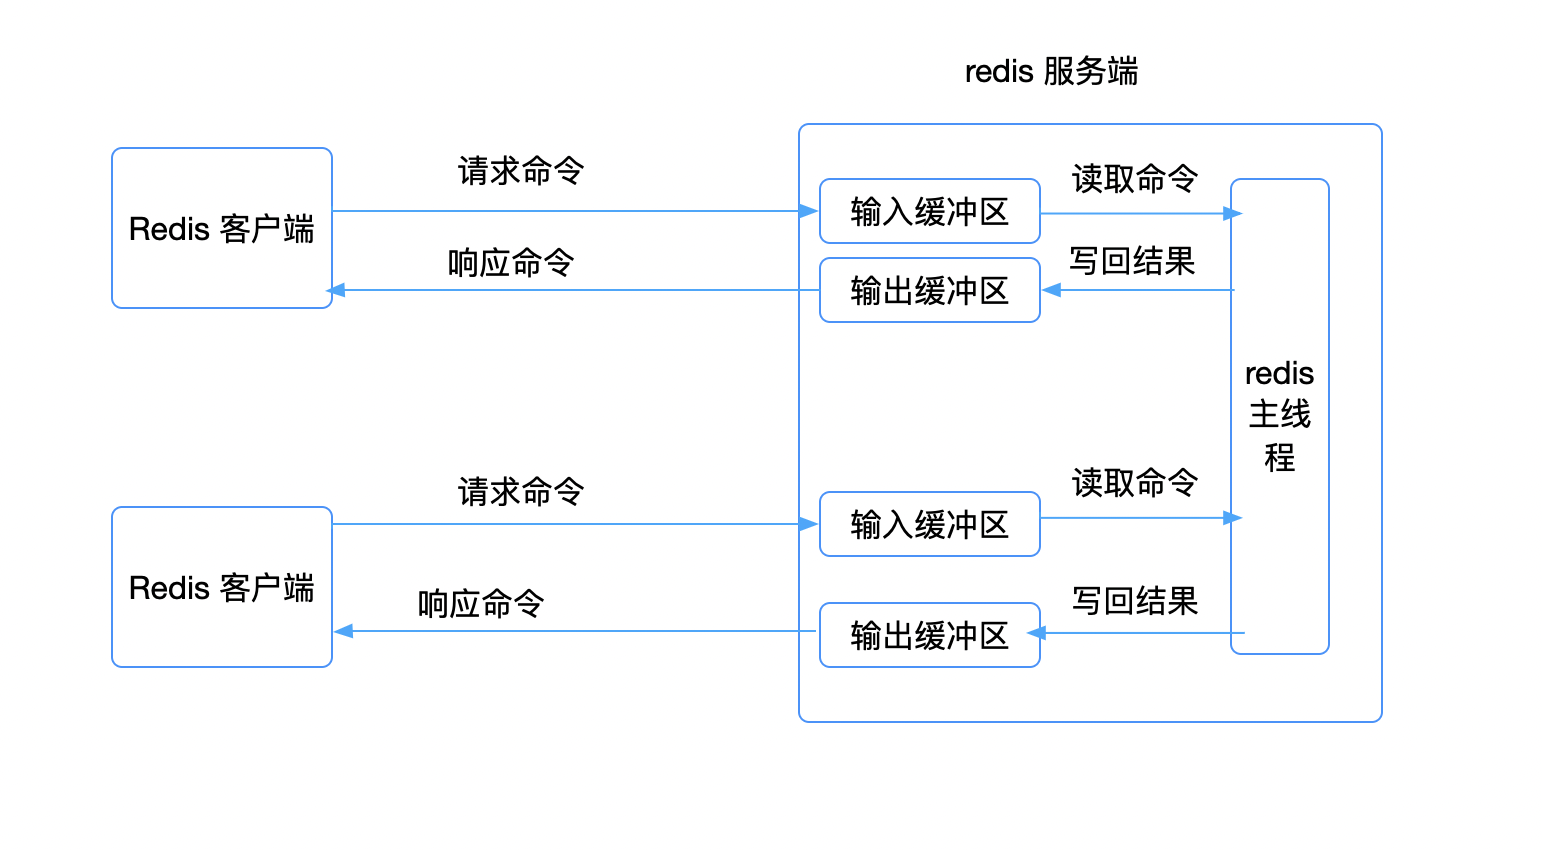 redis 服务端
请求命令
读取命令
Redis 客户端
输入缓冲区
响应命令
写回结果
输出缓冲区
redis
主线
程
请求命令
读取命令
Redis 客户端
输入缓冲区
响应命令
写回结果
输出缓冲区